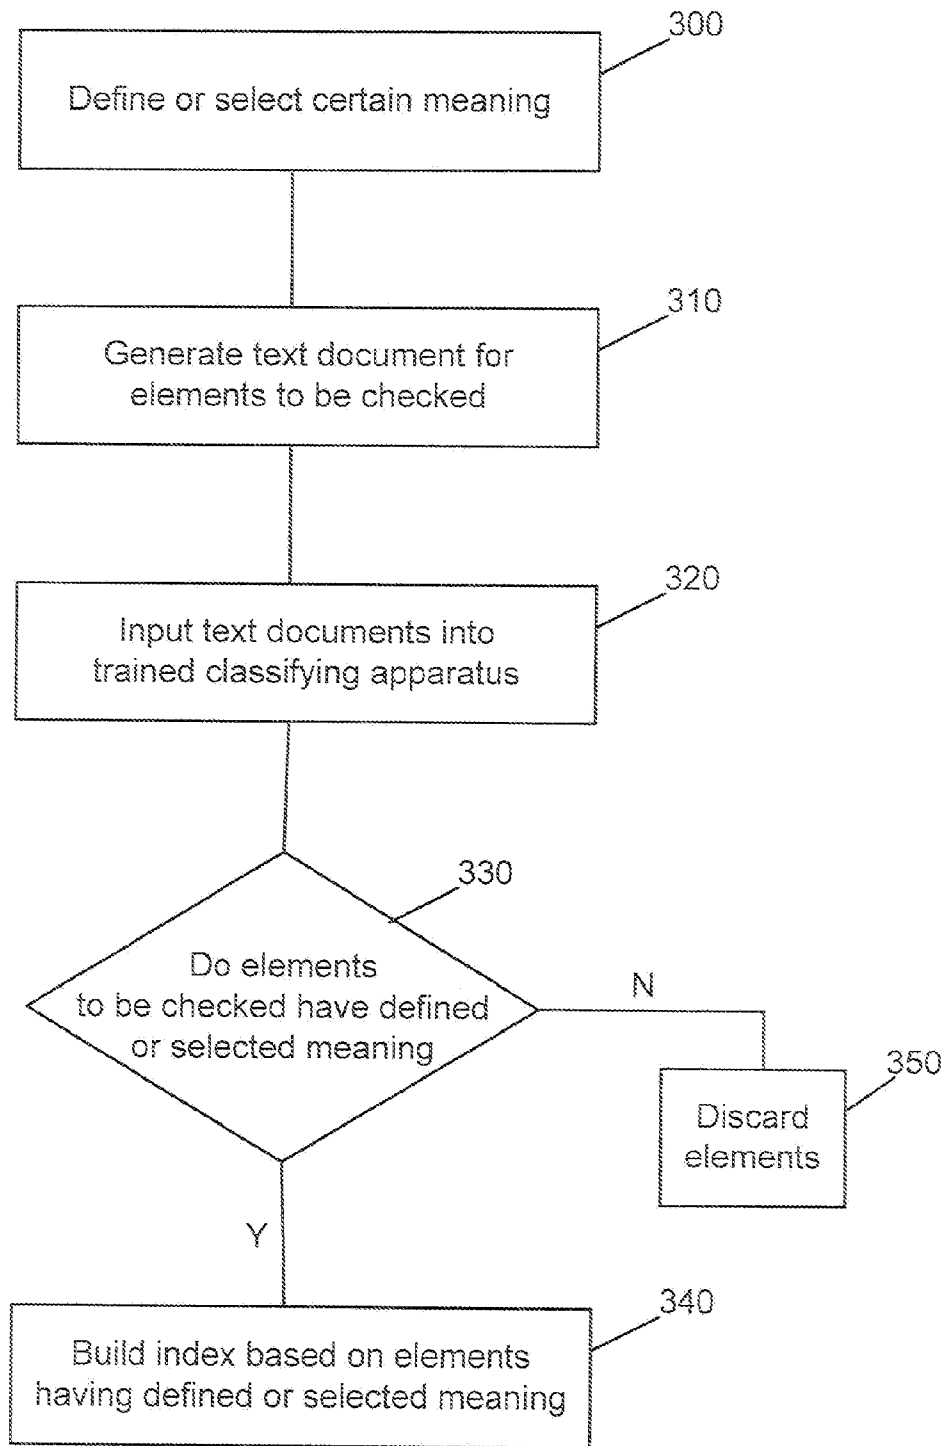 300
Define or select certain meaning
310
Generate text document for
elements to be checked
320
Input text documents into
trained classifying apparatus
330
Do elements
to be checked have defined
or selected meaning
N
350
Discard
elements
Y
340
Build index based on elements
having defined or selected meaning